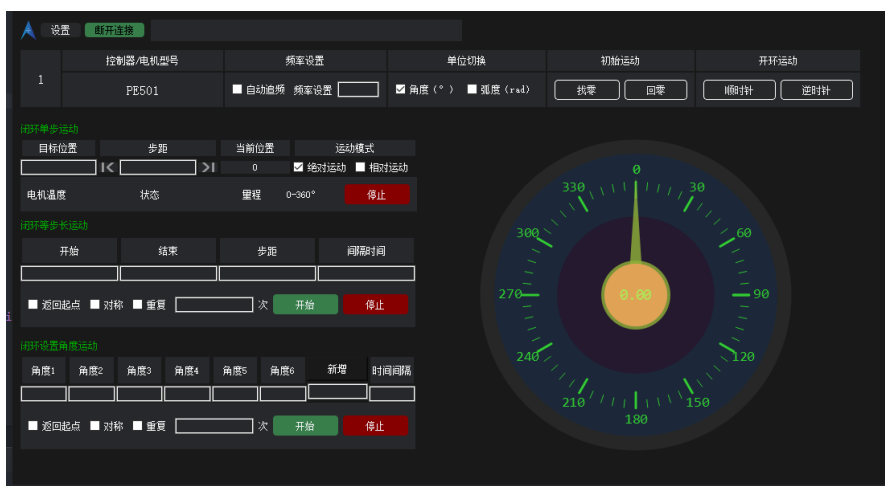 设置 断开连接
控制器/电机型号 频率设置 单位切换 初始运动 开环运动
1 PE501 自动追频 频率设置 角度(°) 弧度(rad) 找零 回零 顺时针 逆时针
闭环单步运动
目标位置 步距 当前位置 运动模式
0 绝对运动 相对运动
电机温度 状态 量程 0-360° 停止
闭环等步长运动
开始 结束 步距 间隔时间
返回起点 对称 重复 次 开始 停止
闭环设置角度运动
角度1 角度2 角度3 角度4 角度5 角度6 新增 时间间隔
返回起点 对称 重复 次 开始 停止
0
330 30
300 60
270 0.00 90
240 120
210 150
180